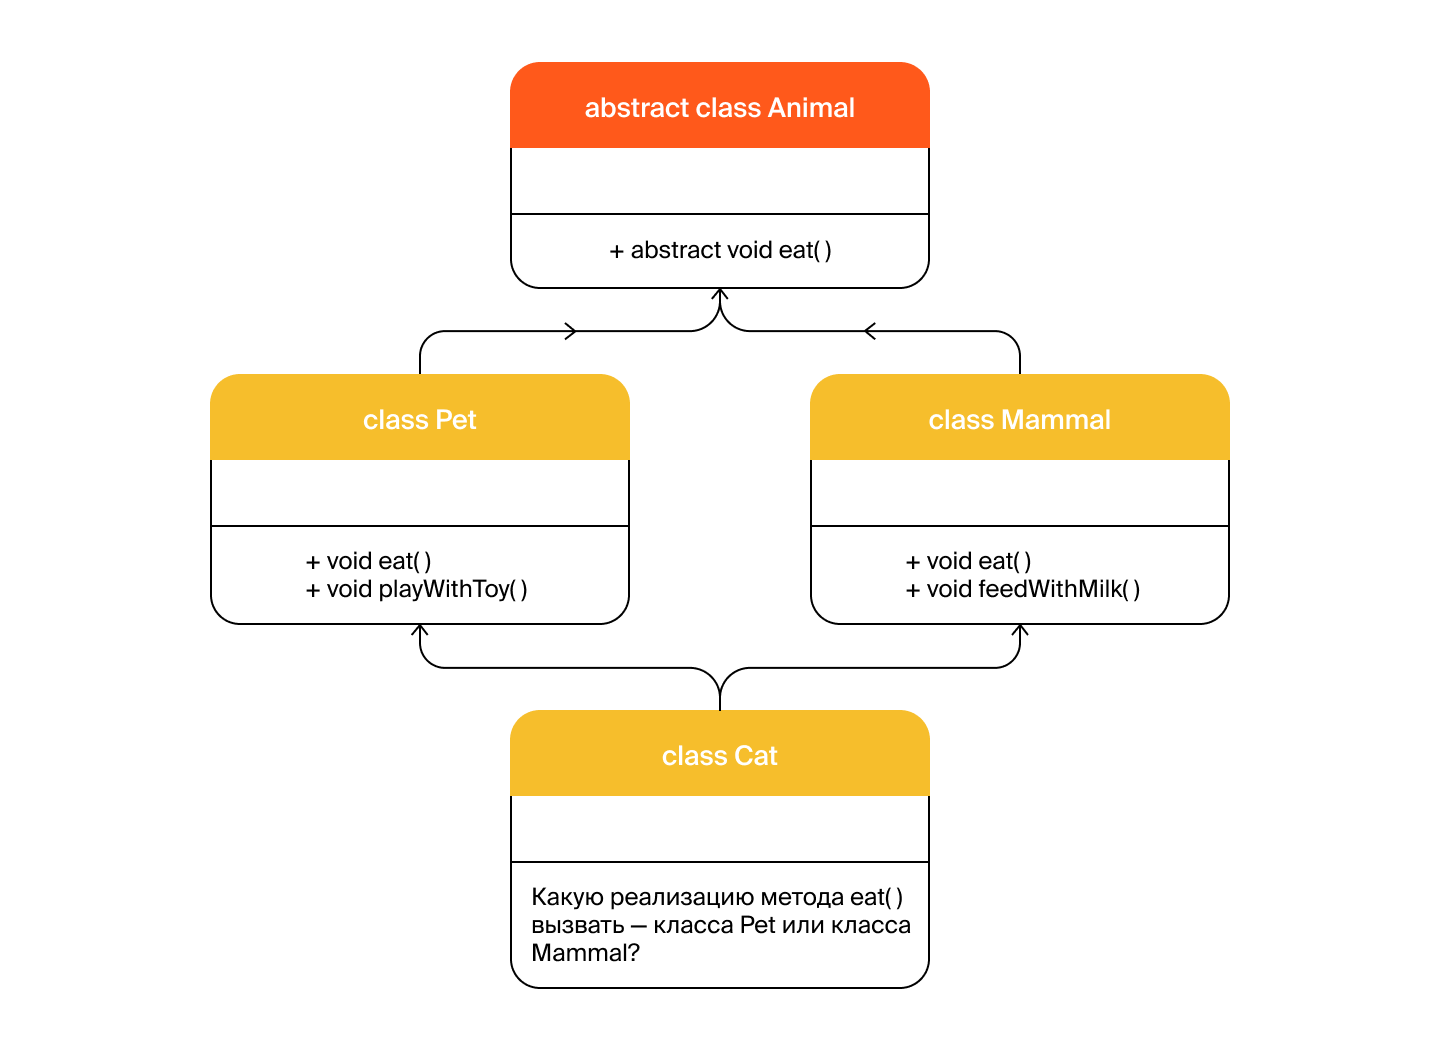 abstract class Animal
+ abstract void eat( )
class Pet
+ void eat( )
+ void playWithToy( )
class Mammal
+ void eat( )
+ void feedWithMilk( )
class Cat
Какую реализацию метода eat( )
вызвать — класса Pet или класса
Mammal?